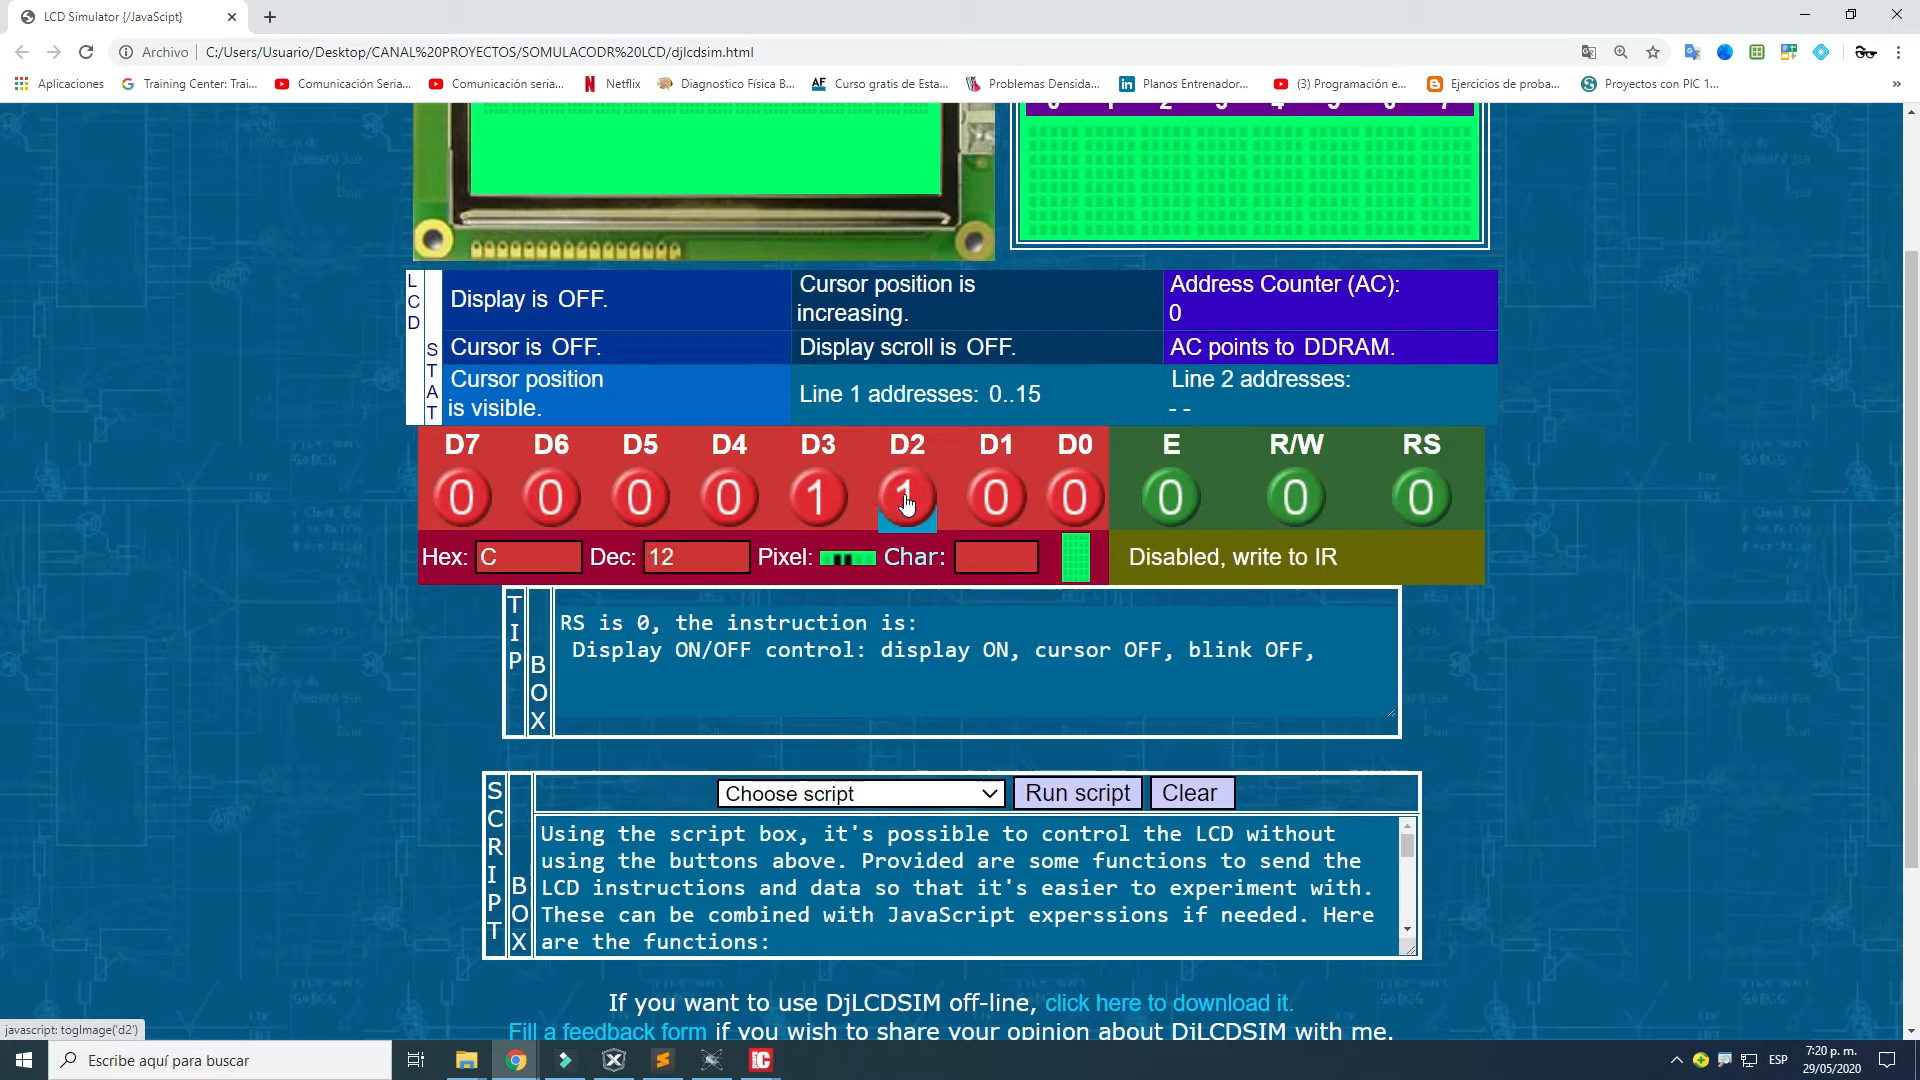 LCD Simulator {/JavaScipt}
Archivo
C:/Users/Usuario/Desktop/CANAL%20PROYECTOS/SOMULACODR%20LCD/djlcdsim.html
Aplicaciones
Training Center: Trai...
Comunicación Seria...
Comunicación seria...
Netflix
Diagnostico Física B...
AF Curso gratis de Esta...
Problemas Densida...
Planos Entrenador...
(3) Programación e...
Ejercicios de proba...
Proyectos con PIC 1...
»
0 1 2 3 4 5 6 7
LCD
STAT
Display is OFF.
Cursor position is
increasing.
Address Counter (AC):
0
Cursor is OFF.
Display scroll is OFF.
AC points to DDRAM.
Cursor position
is visible.
Line 1 addresses: 0..15
Line 2 addresses:
- -
D7 D6 D5 D4 D3 D2 D1 D0 E R/W RS
0 0 0 0 1 1 0 0 0 0 0
Hex: C Dec: 12 Pixel: Char:
Disabled, write to IR
TIP
BOX
RS is 0, the instruction is:
Display ON/OFF control: display ON, cursor OFF, blink OFF,
SCRIPT
BOX
Choose script
Run script
Clear
Using the script box, it's possible to control the LCD without
using the buttons above. Provided are some functions to send the
LCD instructions and data so that it's easier to experiment with.
These can be combined with JavaScript experssions if needed. Here
are the functions:
If you want to use DjLCDSIM off-line, click here to download it.
Fill a feedback form if you wish to share your opinion about DjLCDSIM with me.
javascript: togImage('d2')
Escribe aquí para buscar
ESP
7:20 p. m.
29/05/2020